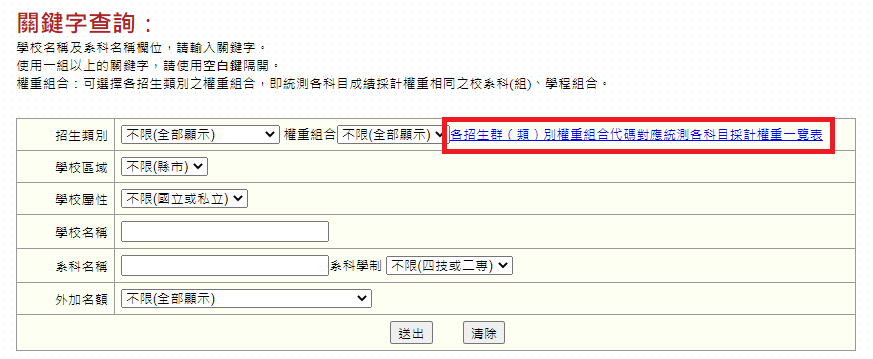 關鍵字查詢：
學校名稱及系科名稱欄位，請輸入關鍵字。
使用一組以上的關鍵字，請使用空白鍵隔開。
權重組合：可選擇各招生類別之權重組合，即統測各科目成績採計權重相同之校系科(組)、學程組合。
招生類別 不限(全部顯示) 權重組合 不限(全部顯示) 各招生群（類）別權重組合代碼對應統測各科目採計權重一覽表
學校區域 不限(縣市)
學校屬性 不限(國立或私立)
學校名稱
系科名稱 系科學制 不限(四技或二專)
外加名額 不限(全部顯示)
送出 清除